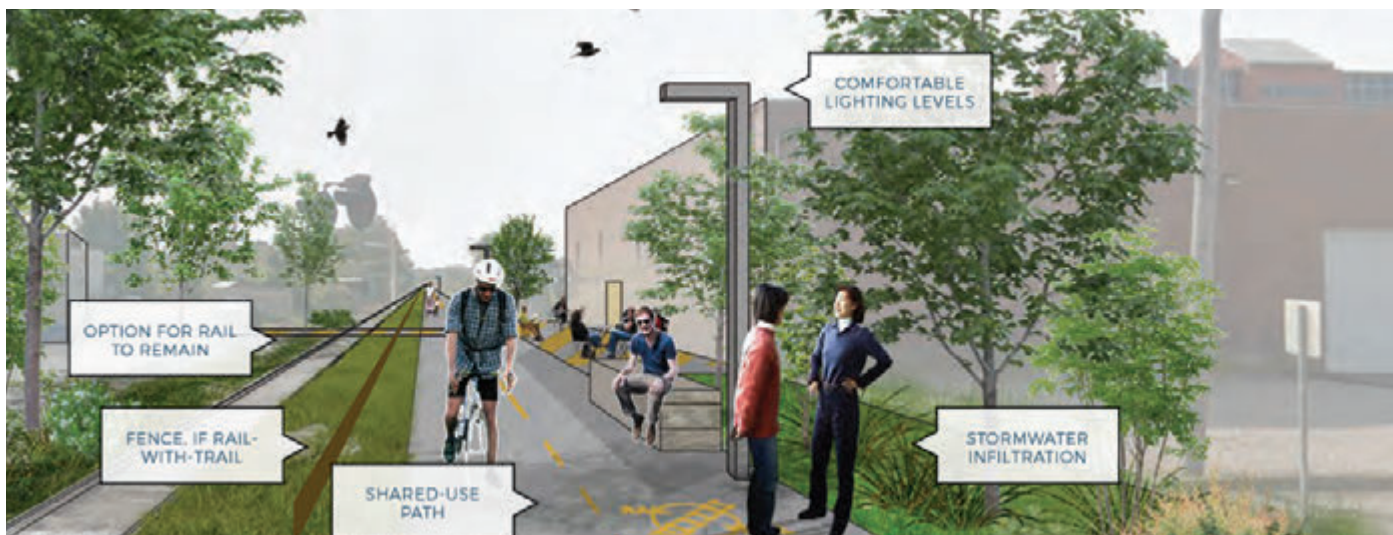 COMFORTABLE
LIGHTING LEVELS
OPTION FOR RAIL
TO REMAIN
FENCE, IF RAIL-
WITH-TRAIL
SHARED-USE
PATH
STORMWATER
INFILTRATION